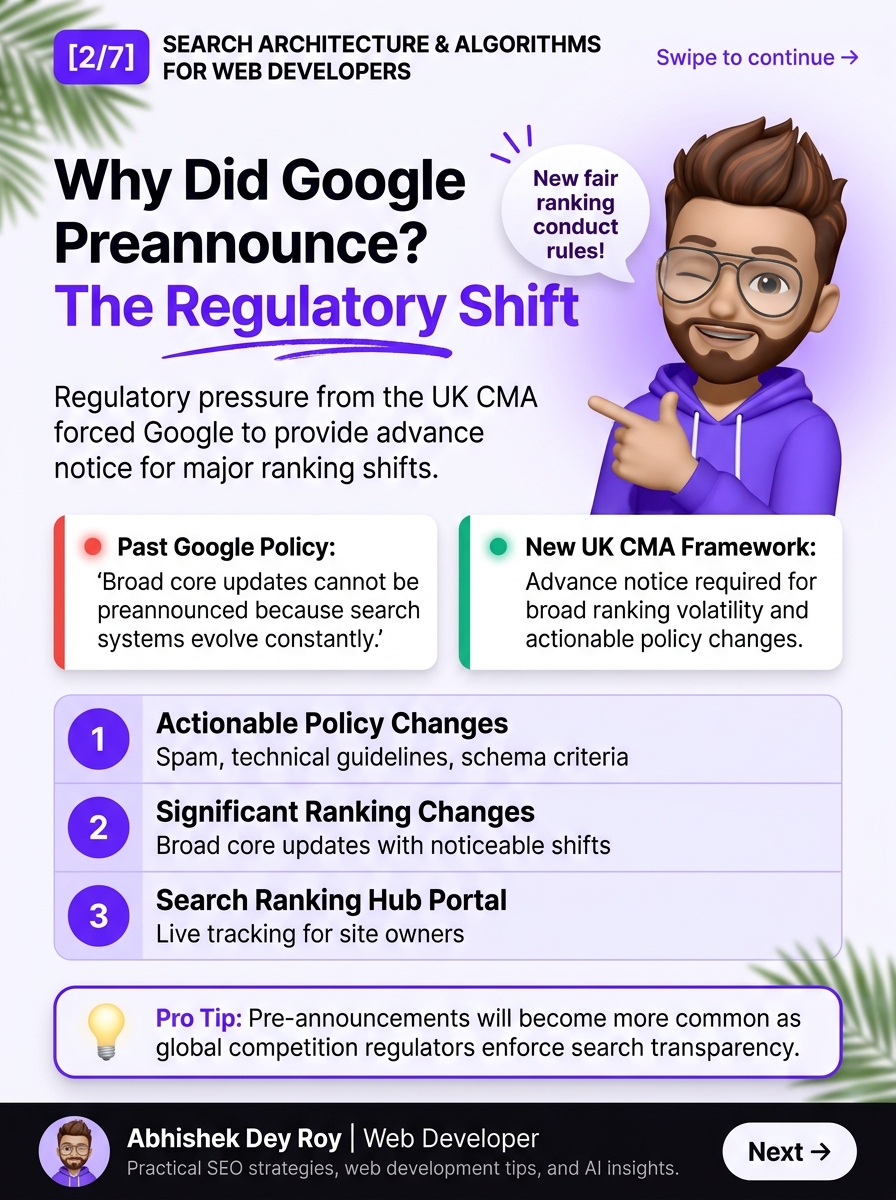 [2/7]
SEARCH ARCHITECTURE & ALGORITHMS
FOR WEB DEVELOPERS
Swipe to continue →
Why Did Google
Preannounce?
The Regulatory Shift
New fair
ranking
conduct
rules!
Regulatory pressure from the UK CMA
forced Google to provide advance
notice for major ranking shifts.
Past Google Policy:
‘Broad core updates cannot be
preannounced because search
systems evolve constantly.’
New UK CMA Framework:
Advance notice required for
broad ranking volatility and
actionable policy changes.
1
Actionable Policy Changes
Spam, technical guidelines, schema criteria
2
Significant Ranking Changes
Broad core updates with noticeable shifts
3
Search Ranking Hub Portal
Live tracking for site owners
Pro Tip: Pre-announcements will become more common as
global competition regulators enforce search transparency.
Abhishek Dey Roy | Web Developer
Practical SEO strategies, web development tips, and AI insights.
Next →